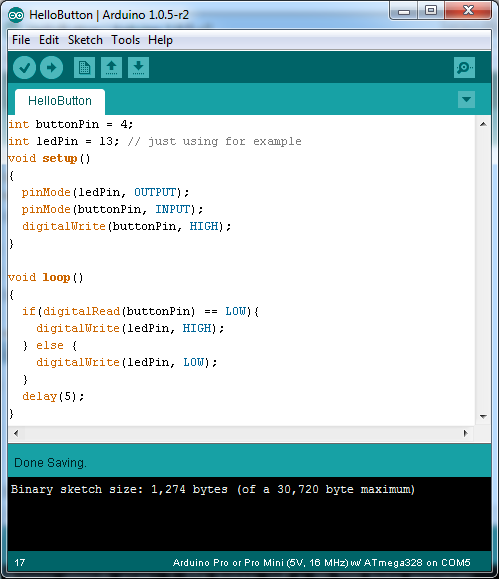 HelloButton | Arduino 1.0.5-r2
File Edit Sketch Tools Help
HelloButton
int buttonPin = 4;
int ledPin = 13; // just using for example
void setup()
{
  pinMode(ledPin, OUTPUT);
  pinMode(buttonPin, INPUT);
  digitalWrite(buttonPin, HIGH);
}

void loop()
{
  if(digitalRead(buttonPin) == LOW){
    digitalWrite(ledPin, HIGH);
  } else {
    digitalWrite(ledPin, LOW);
  }
  delay(5);
}
Done Saving.
Binary sketch size: 1,274 bytes (of a 30,720 byte maximum)
17 Arduino Pro or Pro Mini (5V, 16 MHz) w/ ATmega328 on COM5